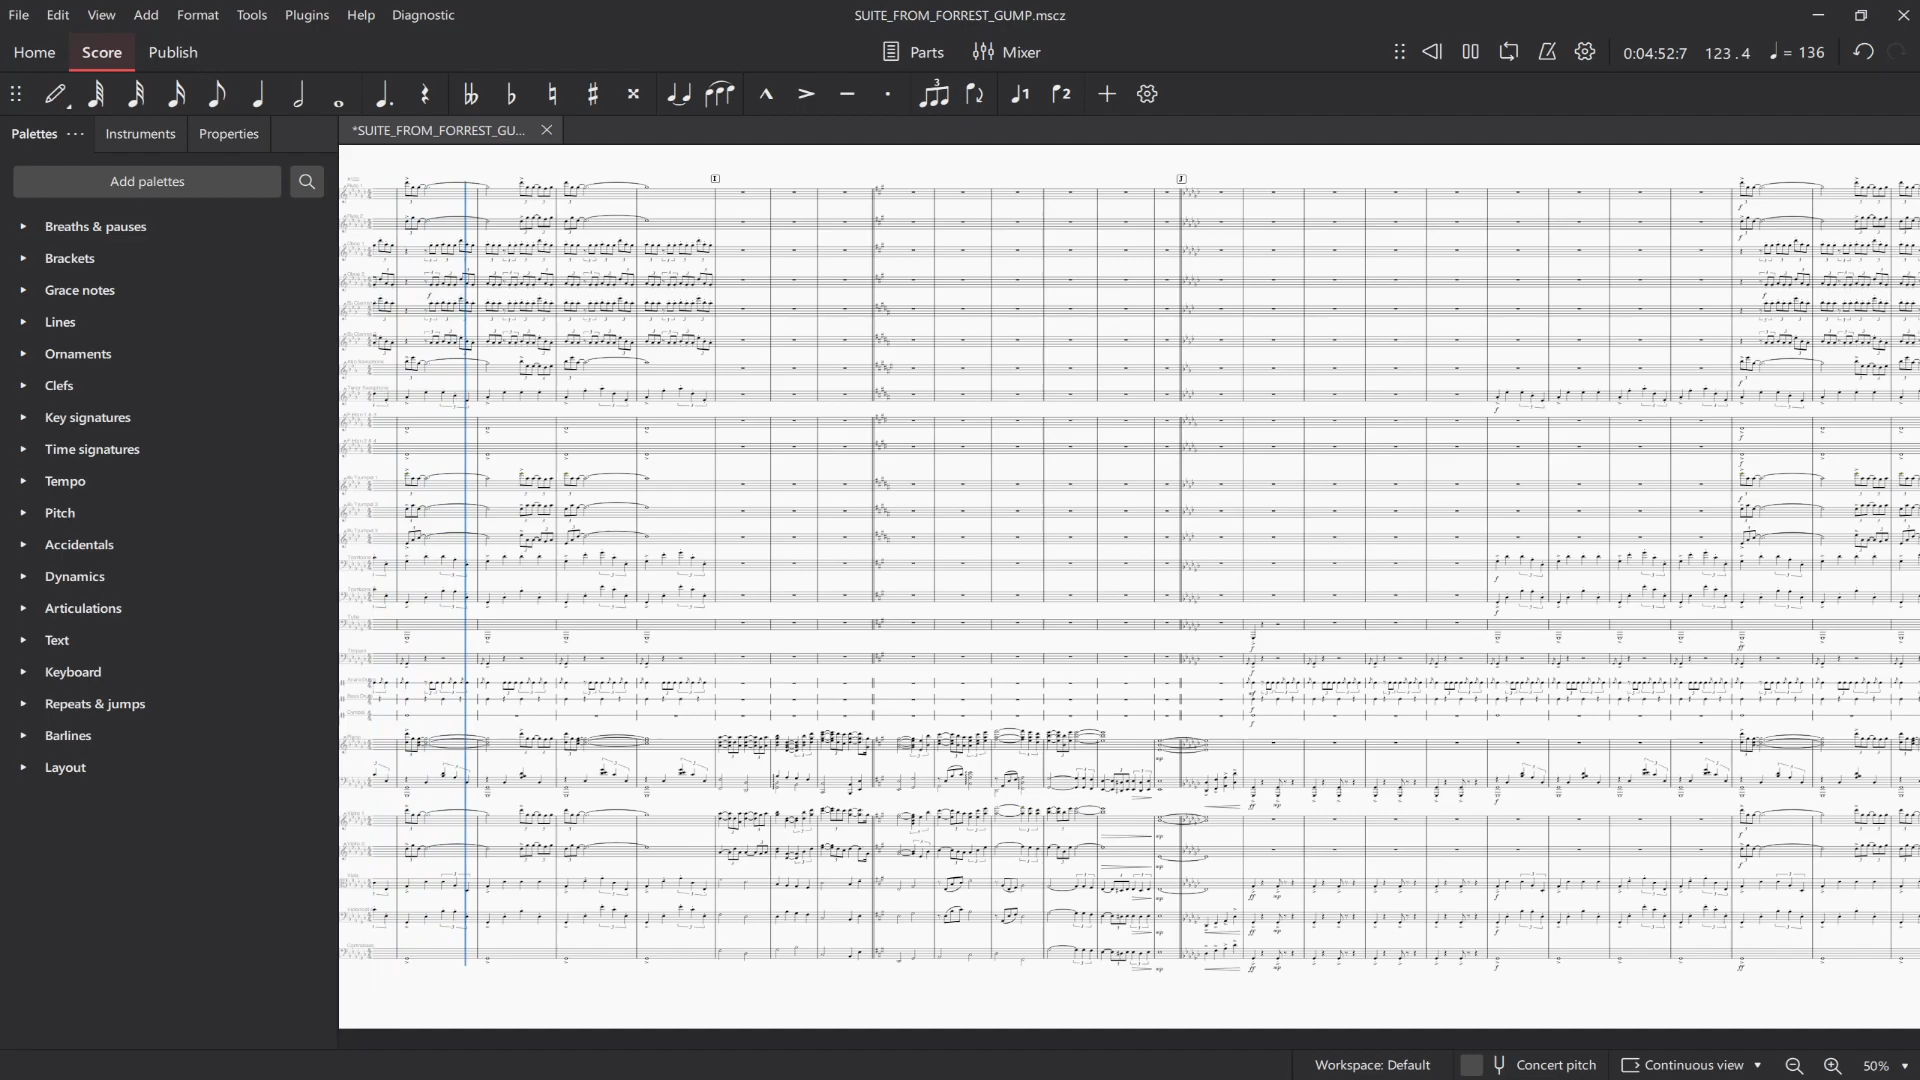 File Edit View Add Format Tools Plugins Help Diagnostic
SUITE_FROM_FORREST_GUMP.mscz
Home Score Publish
Parts Mixer
0:04:52:7 123 . 4 = 136
Palettes ··· Instruments Properties
*SUITE_FROM_FORREST_GU...
Add palettes
Breaths & pauses
Brackets
Grace notes
Lines
Ornaments
Clefs
Key signatures
Time signatures
Tempo
Pitch
Accidentals
Dynamics
Articulations
Text
Keyboard
Repeats & jumps
Barlines
Layout
I
J
Workspace: Default
Concert pitch
Continuous view
50%